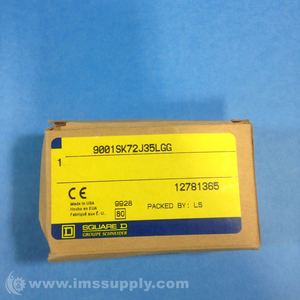 9001SK72J35LGG
1
CE
12781365
Made in USA
Hecho en EUA
Fabriqué aux É.-U.
9928
80
PACKED BY: LS
D SQUARE D
GROUPE SCHNEIDER
© www.imssupply.com